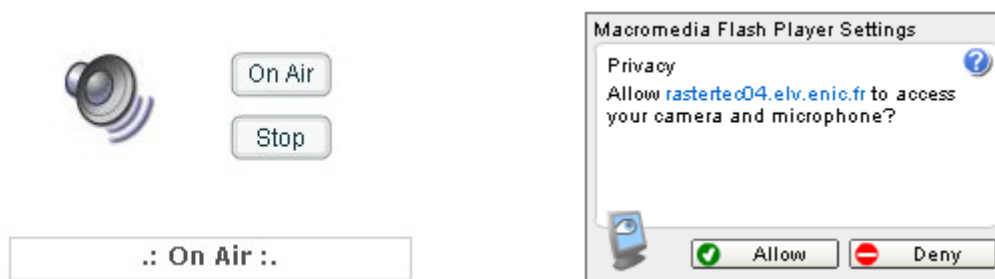 On Air
Stop
.: On Air :.
Macromedia Flash Player Settings
Privacy
Allow rastertec04.elv.enic.fr to access
your camera and microphone?
Allow
Deny